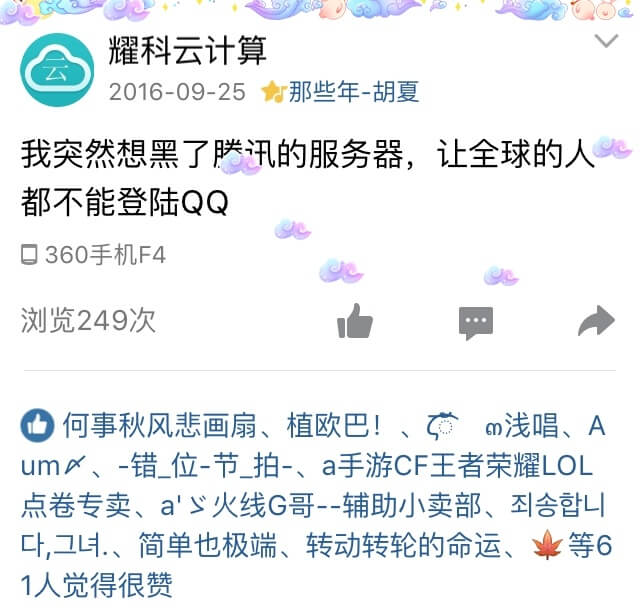 云
耀科云计算
2016-09-25 那些年-胡夏
我突然想黑了腾讯的服务器，让全球的人
都不能登陆QQ
360手机F4
浏览249次
何事秋风悲画扇、植欧巴！、 ๓浅唱、A
um〆、-错_位-节_拍-、a手游CF王者荣耀LOL
点卷专卖、a'ゞ火线G哥--辅助小卖部、죄송합니
다,그녀.、简单也极端、转动转轮的命运、🍁等6
1人觉得很赞